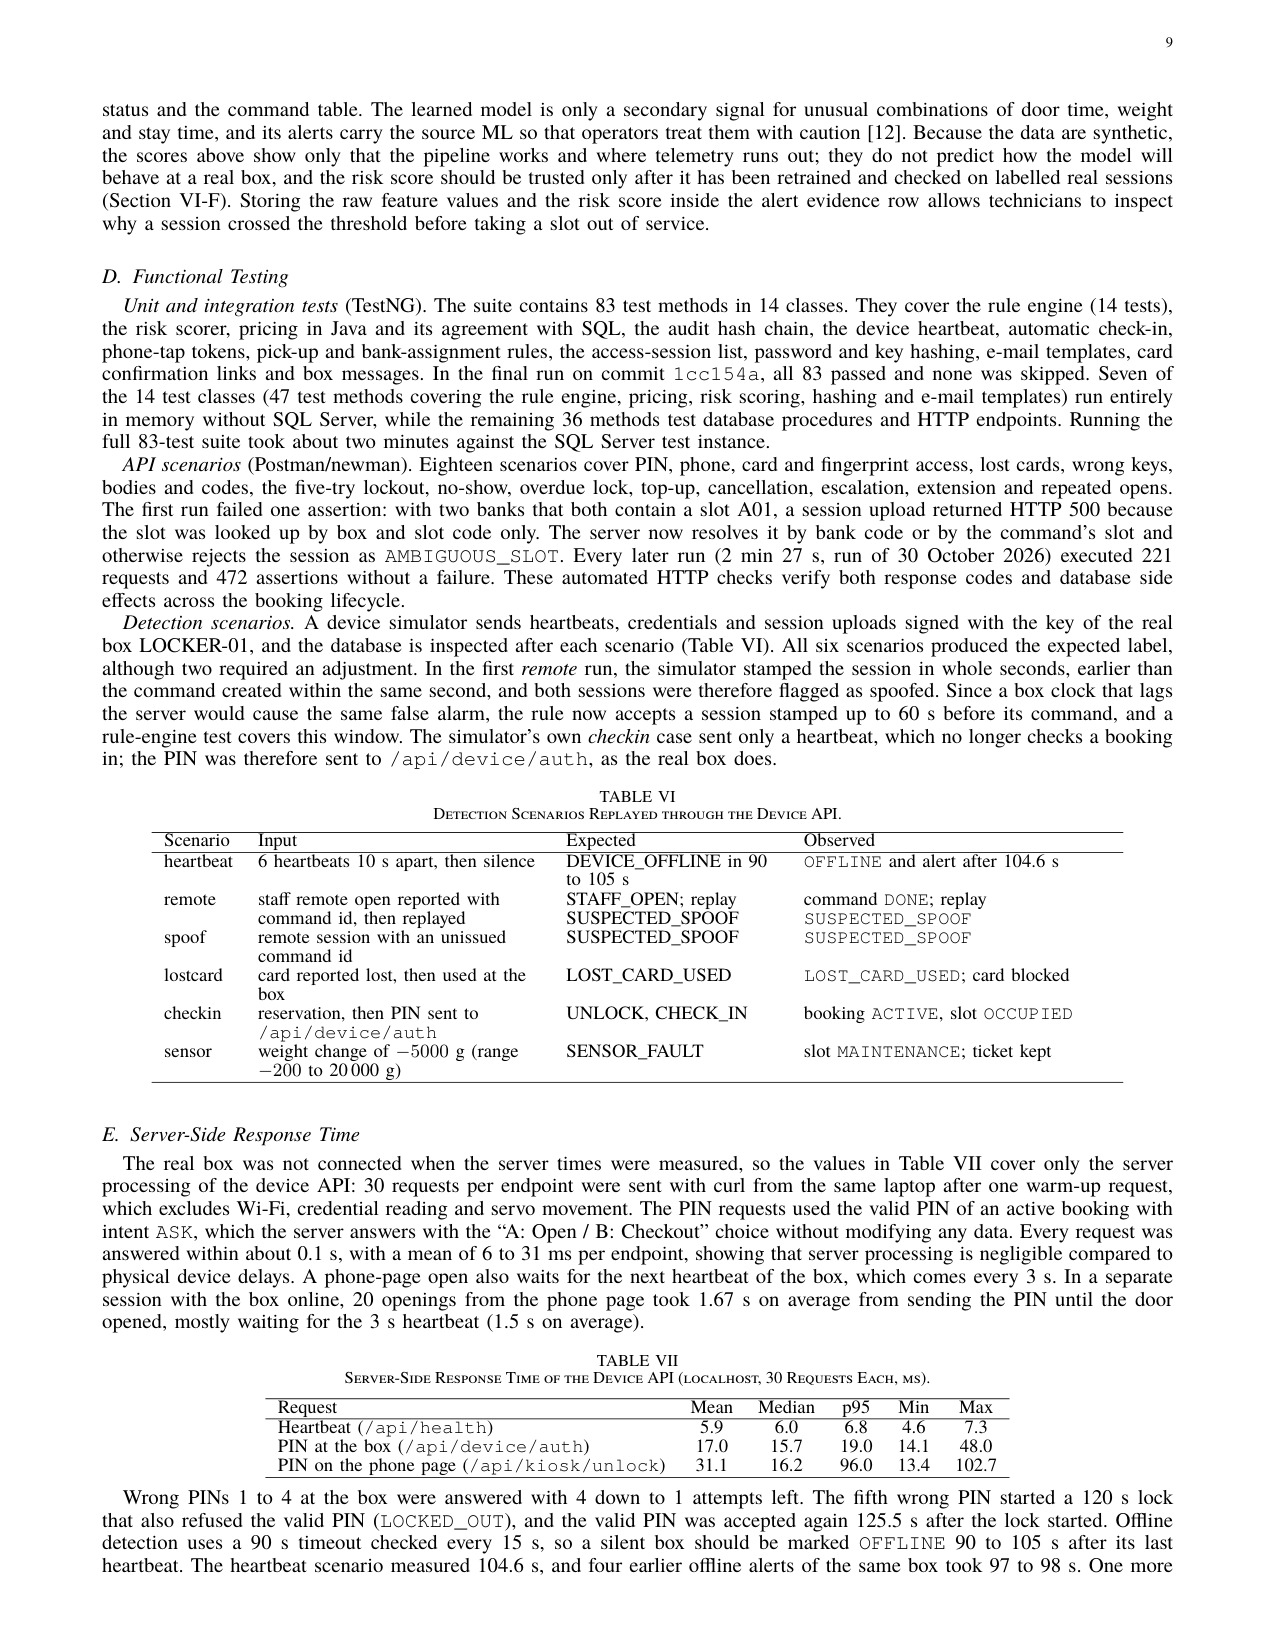 9
status and the command table. The learned model is only a secondary signal for unusual combinations of door time, weight
and stay time, and its alerts carry the source ML so that operators treat them with caution [12]. Because the data are synthetic,
the scores above show only that the pipeline works and where telemetry runs out; they do not predict how the model will
behave at a real box, and the risk score should be trusted only after it has been retrained and checked on labelled real sessions
(Section VI-F). Storing the raw feature values and the risk score inside the alert evidence row allows technicians to inspect
why a session crossed the threshold before taking a slot out of service.
D. Functional Testing
Unit and integration tests (TestNG). The suite contains 83 test methods in 14 classes. They cover the rule engine (14 tests),
the risk scorer, pricing in Java and its agreement with SQL, the audit hash chain, the device heartbeat, automatic check-in,
phone-tap tokens, pick-up and bank-assignment rules, the access-session list, password and key hashing, e-mail templates, card
confirmation links and box messages. In the final run on commit 1cc154a, all 83 passed and none was skipped. Seven of
the 14 test classes (47 test methods covering the rule engine, pricing, risk scoring, hashing and e-mail templates) run entirely
in memory without SQL Server, while the remaining 36 methods test database procedures and HTTP endpoints. Running the
full 83-test suite took about two minutes against the SQL Server test instance.
API scenarios (Postman/newman). Eighteen scenarios cover PIN, phone, card and fingerprint access, lost cards, wrong keys,
bodies and codes, the five-try lockout, no-show, overdue lock, top-up, cancellation, escalation, extension and repeated opens.
The first run failed one assertion: with two banks that both contain a slot A01, a session upload returned HTTP 500 because
the slot was looked up by box and slot code only. The server now resolves it by bank code or by the command's slot and
otherwise rejects the session as AMBIGUOUS_SLOT. Every later run (2 min 27 s, run of 30 October 2026) executed 221
requests and 472 assertions without a failure. These automated HTTP checks verify both response codes and database side
effects across the booking lifecycle.
Detection scenarios. A device simulator sends heartbeats, credentials and session uploads signed with the key of the real
box LOCKER-01, and the database is inspected after each scenario (Table VI). All six scenarios produced the expected label,
although two required an adjustment. In the first remote run, the simulator stamped the session in whole seconds, earlier than
the command created within the same second, and both sessions were therefore flagged as spoofed. Since a box clock that lags
the server would cause the same false alarm, the rule now accepts a session stamped up to 60 s before its command, and a
rule-engine test covers this window. The simulator's own checkin case sent only a heartbeat, which no longer checks a booking
in; the PIN was therefore sent to /api/device/auth, as the real box does.
TABLE VI
DETECTION SCENARIOS REPLAYED THROUGH THE DEVICE API.
Scenario Input Expected Observed
heartbeat 6 heartbeats 10 s apart, then silence DEVICE_OFFLINE in 90 OFFLINE and alert after 104.6 s
to 105 s
remote staff remote open reported with STAFF_OPEN; replay command DONE; replay
command id, then replayed SUSPECTED_SPOOF SUSPECTED_SPOOF
spoof remote session with an unissued SUSPECTED_SPOOF SUSPECTED_SPOOF
command id
lostcard card reported lost, then used at the LOST_CARD_USED LOST_CARD_USED; card blocked
box
checkin reservation, then PIN sent to UNLOCK, CHECK_IN booking ACTIVE, slot OCCUPIED
/api/device/auth
sensor weight change of −5000 g (range SENSOR_FAULT slot MAINTENANCE; ticket kept
−200 to 20 000 g)
E. Server-Side Response Time
The real box was not connected when the server times were measured, so the values in Table VII cover only the server
processing of the device API: 30 requests per endpoint were sent with curl from the same laptop after one warm-up request,
which excludes Wi-Fi, credential reading and servo movement. The PIN requests used the valid PIN of an active booking with
intent ASK, which the server answers with the “A: Open / B: Checkout” choice without modifying any data. Every request was
answered within about 0.1 s, with a mean of 6 to 31 ms per endpoint, showing that server processing is negligible compared to
physical device delays. A phone-page open also waits for the next heartbeat of the box, which comes every 3 s. In a separate
session with the box online, 20 openings from the phone page took 1.67 s on average from sending the PIN until the door
opened, mostly waiting for the 3 s heartbeat (1.5 s on average).
TABLE VII
SERVER-SIDE RESPONSE TIME OF THE DEVICE API (LOCALHOST, 30 REQUESTS EACH, MS).
Request Mean Median p95 Min Max
Heartbeat (/api/health) 5.9 6.0 6.8 4.6 7.3
PIN at the box (/api/device/auth) 17.0 15.7 19.0 14.1 48.0
PIN on the phone page (/api/kiosk/unlock) 31.1 16.2 96.0 13.4 102.7
Wrong PINs 1 to 4 at the box were answered with 4 down to 1 attempts left. The fifth wrong PIN started a 120 s lock
that also refused the valid PIN (LOCKED_OUT), and the valid PIN was accepted again 125.5 s after the lock started. Offline
detection uses a 90 s timeout checked every 15 s, so a silent box should be marked OFFLINE 90 to 105 s after its last
heartbeat. The heartbeat scenario measured 104.6 s, and four earlier offline alerts of the same box took 97 to 98 s. One more